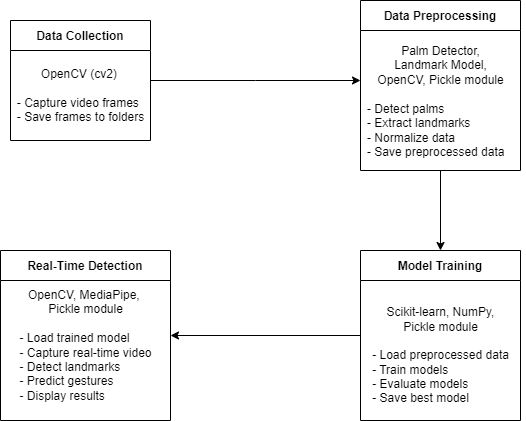 Data Collection
OpenCV (cv2)
- Capture video frames
- Save frames to folders
Data Preprocessing
Palm Detector,
Landmark Model,
OpenCV, Pickle module
- Detect palms
- Extract landmarks
- Normalize data
- Save preprocessed data
Model Training
Scikit-learn, NumPy,
Pickle module
- Load preprocessed data
- Train models
- Evaluate models
- Save best model
Real-Time Detection
OpenCV, MediaPipe,
Pickle module
- Load trained model
- Capture real-time video
- Detect landmarks
- Predict gestures
- Display results